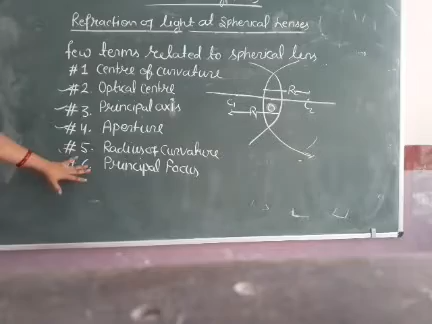 Refraction of light at Spherical Lenses
few terms related to spherical lens
#1 Centre of curvature
#2 Optical centre
#3. Principal axis
#4. Aperture
#5. Radius of curvature
6 Principal Focus
R
C1
C2
R
O